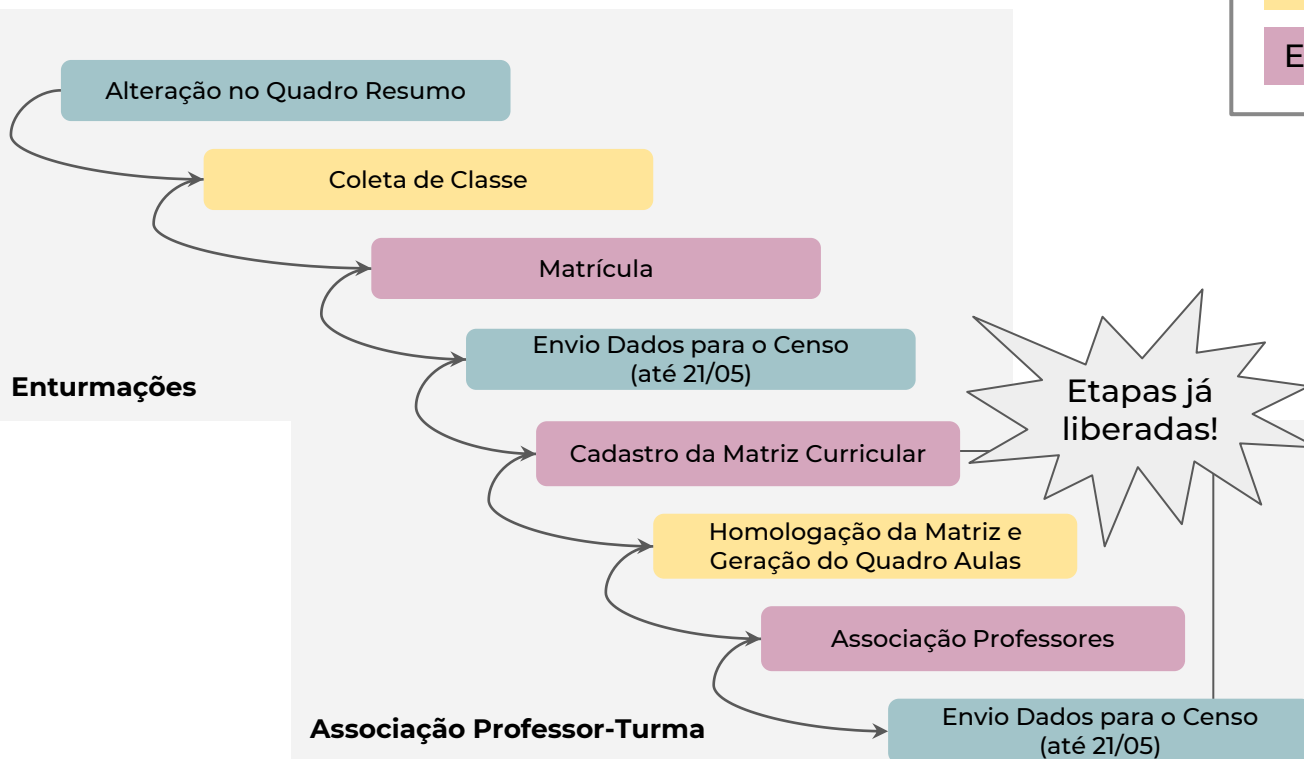 E
Alteração no Quadro Resumo
Coleta de Classe
Matrícula
Envio Dados para o Censo
(até 21/05)
Enturmações
Etapas já
liberadas!
Cadastro da Matriz Curricular
Homologação da Matriz e
Geração do Quadro Aulas
Associação Professores
Associação Professor-Turma
Envio Dados para o Censo
(até 21/05)